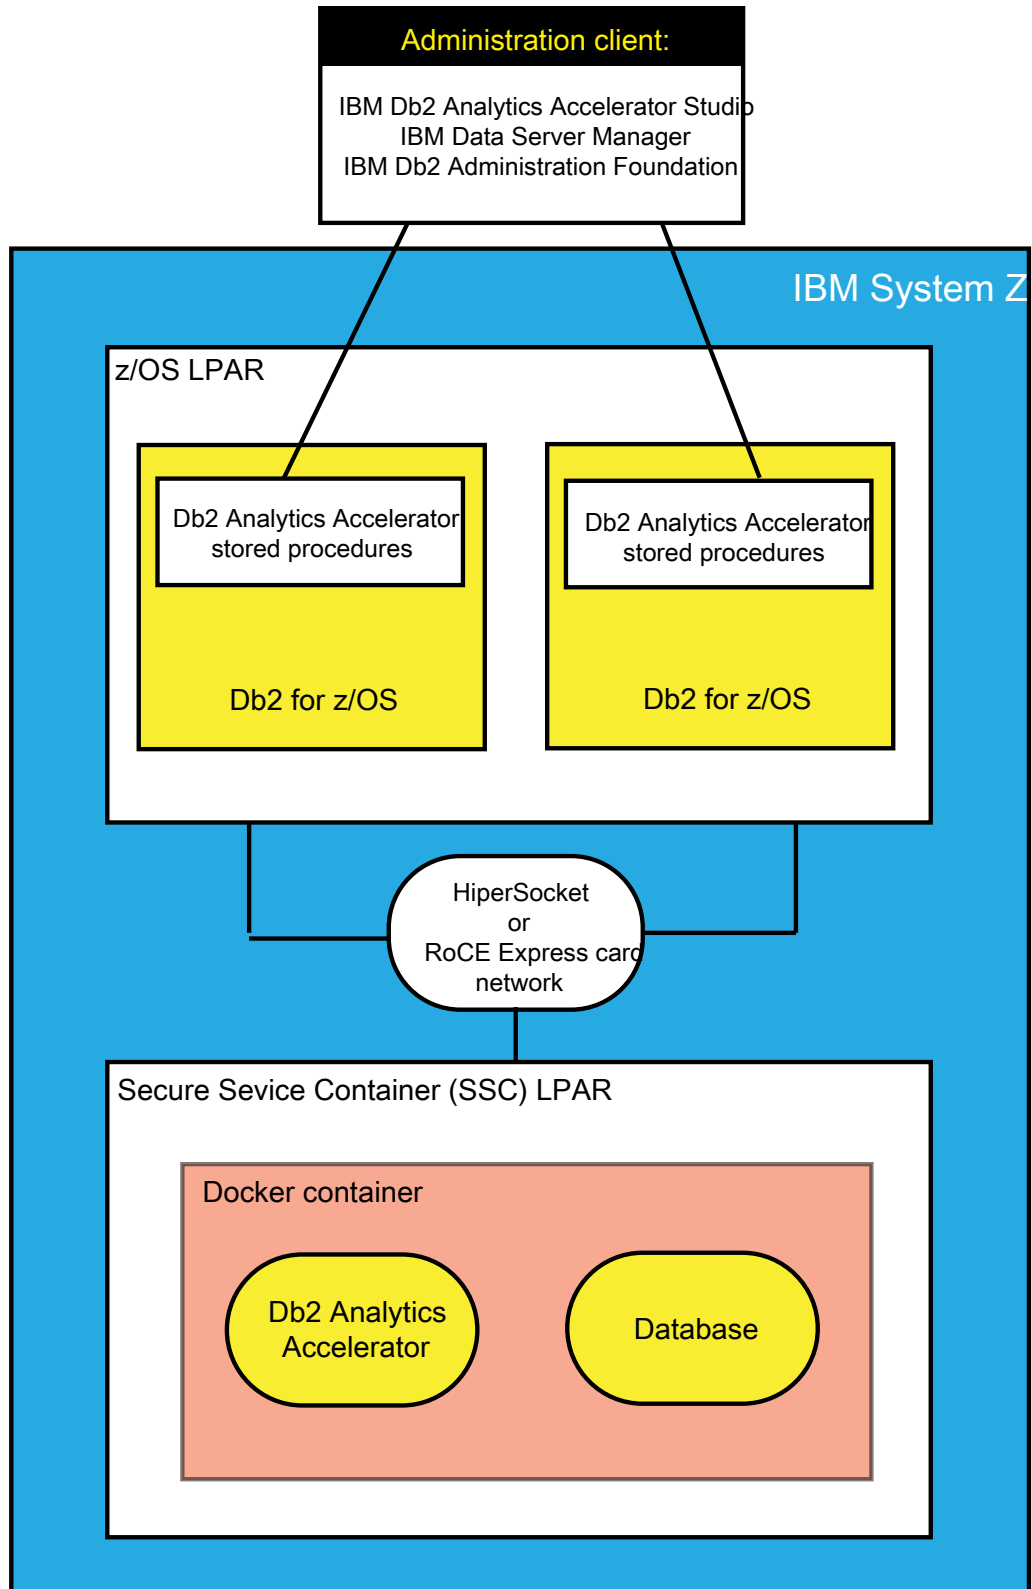 Administration client:
IBM Db2 Analytics Accelerator Studio
IBM Data Server Manager
IBM Db2 Administration Foundation
IBM System Z
z/OS LPAR
Db2 Analytics Accelerator
stored procedures
Db2 for z/OS
Db2 Analytics Accelerator
stored procedures
Db2 for z/OS
HiperSocket
or
RoCE Express card
network
Secure Sevice Container (SSC) LPAR
Docker container
Db2 Analytics
Accelerator
Database